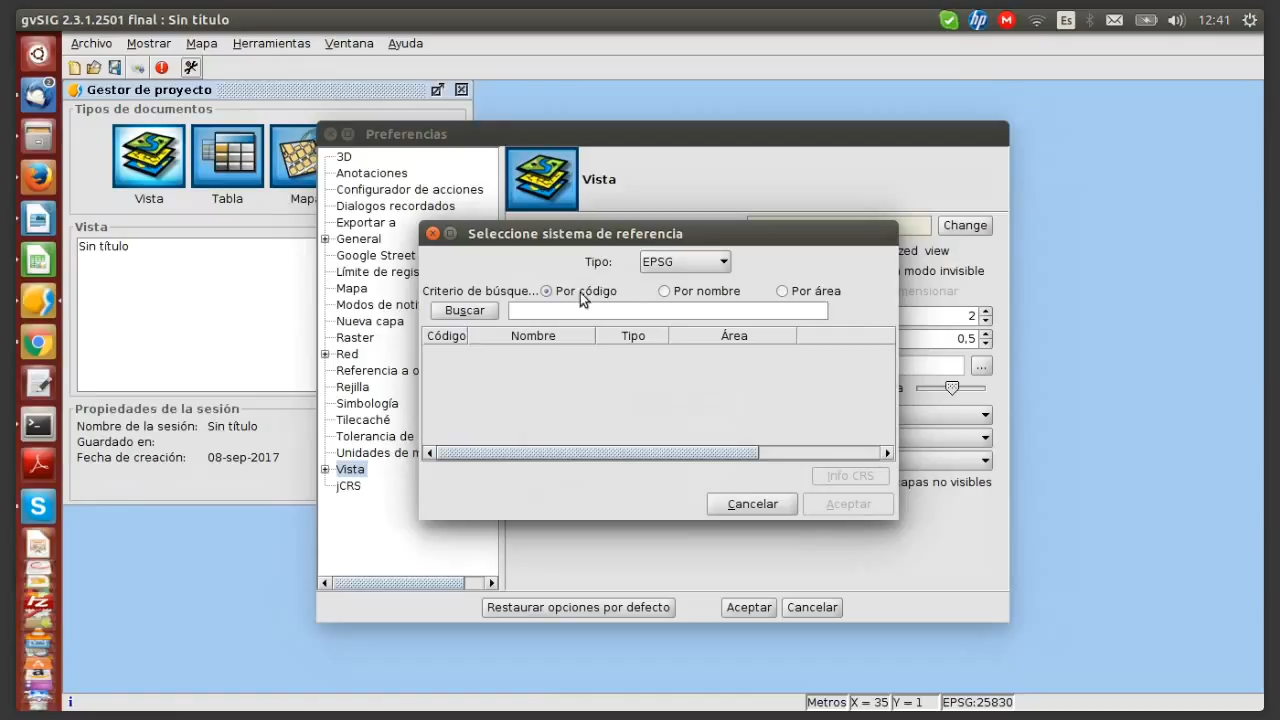 gvSIG 2.3.1.2501 final : Sin título
Es
12:41
Archivo Mostrar Mapa Herramientas Ventana Ayuda
Gestor de proyecto
Tipos de documentos
Vista Tabla Mapa
Vista
Sin título
Propiedades de la sesión
Nombre de la sesión: Sin título
Guardado en:
Fecha de creación: 08-sep-2017
Preferencias
3D
Anotaciones
Configurador de acciones
Dialogos recordados
Exportar a
General
Google Street
Límite de regis
Mapa
Modos de noti
Nueva capa
Raster
Red
Referencia a o
Rejilla
Simbología
Tilecaché
Tolerancia de
Unidades de m
Vista
jCRS
Vista
Change
zed view
modo invisible
mensionar
2
0,5
...
a
capas no visibles
Restaurar opciones por defecto Aceptar Cancelar
Seleccione sistema de referencia
Tipo: EPSG
Criterio de búsque... Por código Por nombre Por área
Buscar
Código Nombre Tipo Área
Info CRS
Cancelar Aceptar
Metros X = 35 Y = 1 EPSG:25830